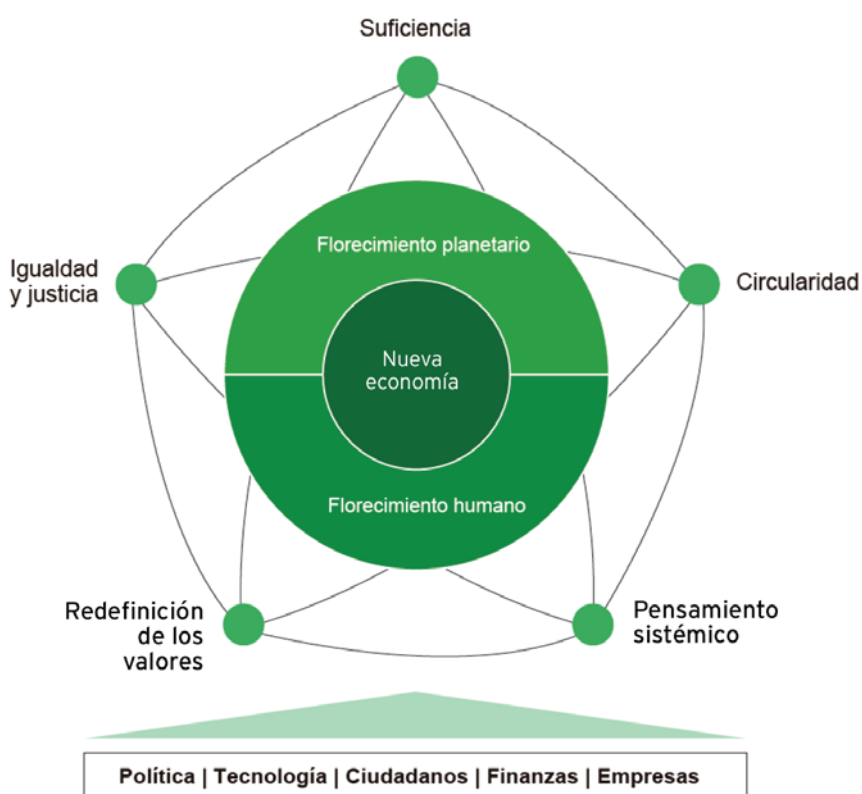 Suficiencia
Florecimiento planetario
Igualdad
y justicia
Circularidad
Nueva
economía
Florecimiento humano
Redefinición
de los
valores
Pensamiento
sistémico
Política | Tecnología | Ciudadanos | Finanzas | Empresas